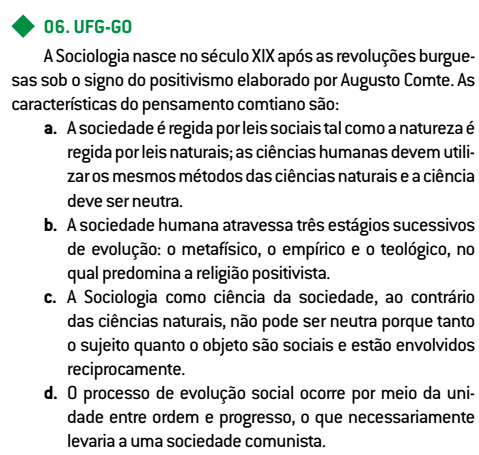 06. UFG-GO
A Sociologia nasce no século XIX após as revoluções burgue-
sas sob o signo do positivismo elaborado por Augusto Comte. As
características do pensamento comtiano são:
a. A sociedade é regida por leis sociais tal como a natureza é
regida por leis naturais; as ciências humanas devem utili-
zar os mesmos métodos das ciências naturais e a ciência
deve ser neutra.
b. A sociedade humana atravessa três estágios sucessivos
de evolução: o metafísico, o empírico e o teológico, no
qual predomina a religião positivista.
c. A Sociologia como ciência da sociedade, ao contrário
das ciências naturais, não pode ser neutra porque tanto
o sujeito quanto o objeto são sociais e estão envolvidos
reciprocamente.
d. O processo de evolução social ocorre por meio da uni-
dade entre ordem e progresso, o que necessariamente
levaria a uma sociedade comunista.